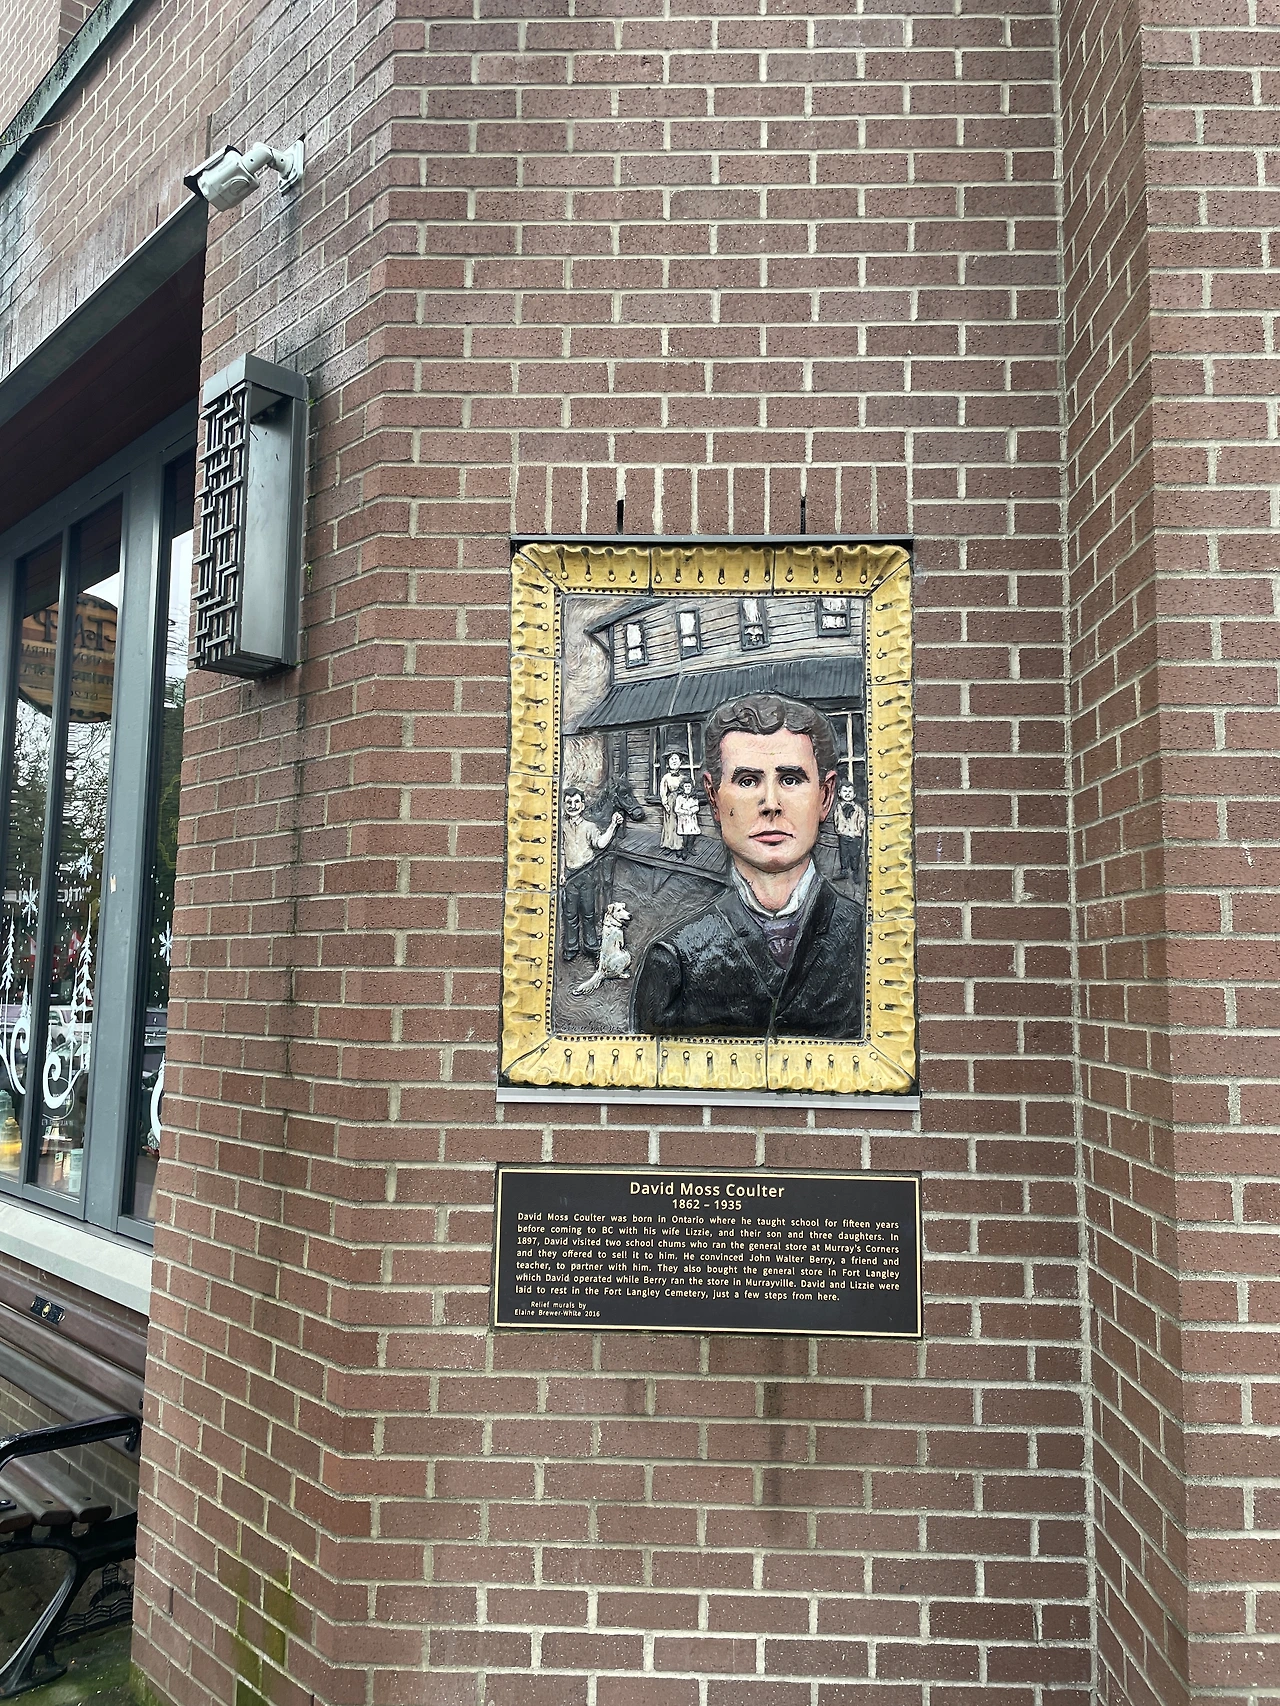 David Moss Coulter
1862 – 1935
David Moss Coulter was born in Ontario where he taught school for fifteen years
before coming to BC with his wife Lizzie, and their son and three daughters. In
1897, David visited two school chums who ran the general store at Murray's Corners
and they offered to sell it to him. He convinced John Walter Berry, a friend and
teacher, to partner with him. They also bought the general store in Fort Langley
which David operated while Berry ran the store in Murrayville. David and Lizzie were
laid to rest in the Fort Langley Cemetery, just a few steps from here.
Relief murals by
Elaine Brewer-White 2016